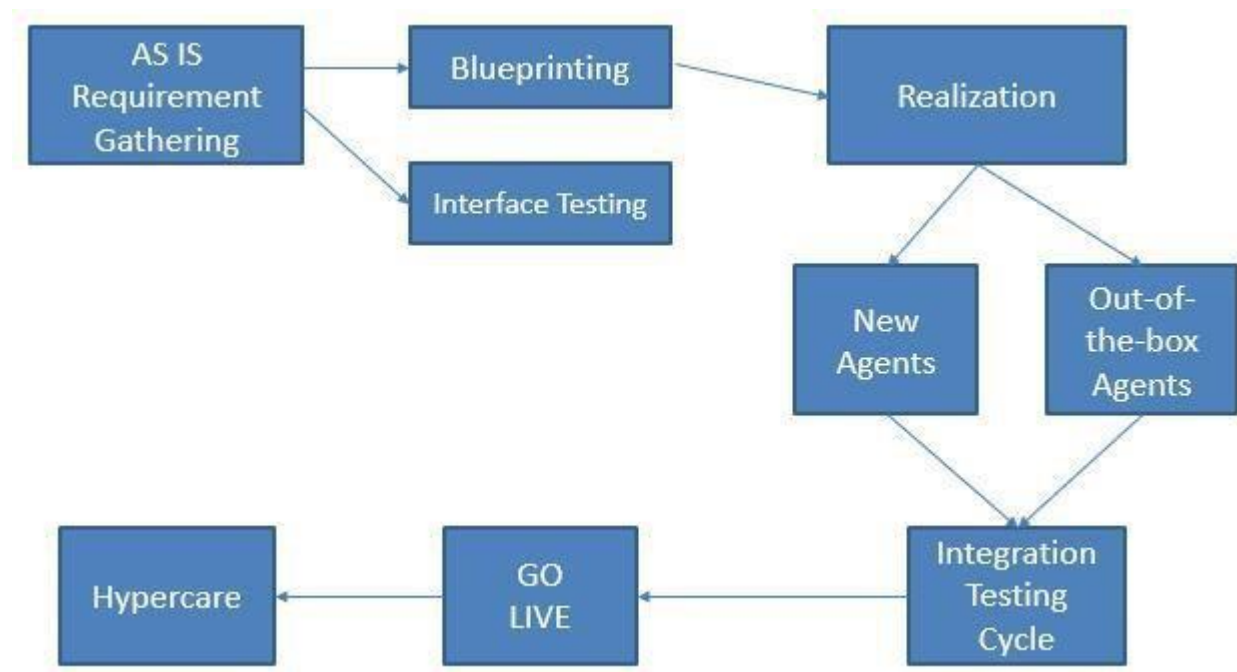 AS IS
Requirement
Gathering
Blueprinting
Interface Testing
Realization
New
Agents
Out-of-
the-box
Agents
Integration
Testing
Cycle
GO
LIVE
Hypercare